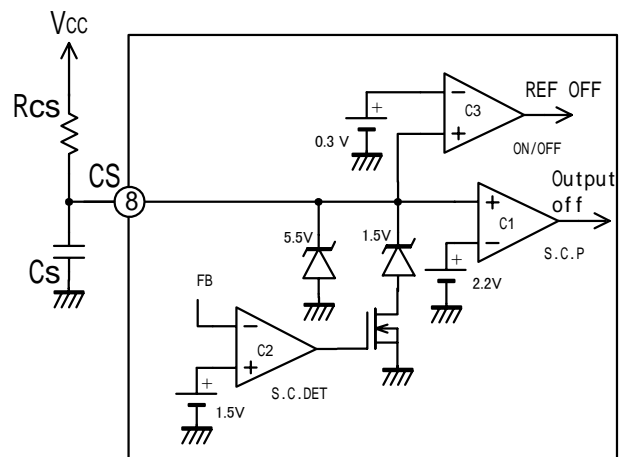 VCC
RCS
CS
8
CS
+
0.3 V
−
+
C3
REF OFF
ON/OFF
5.5V
1.5V
+
−
C1
Output
off
S.C.P
+
2.2V
FB
−
+
C2
S.C.DET
+
1.5V